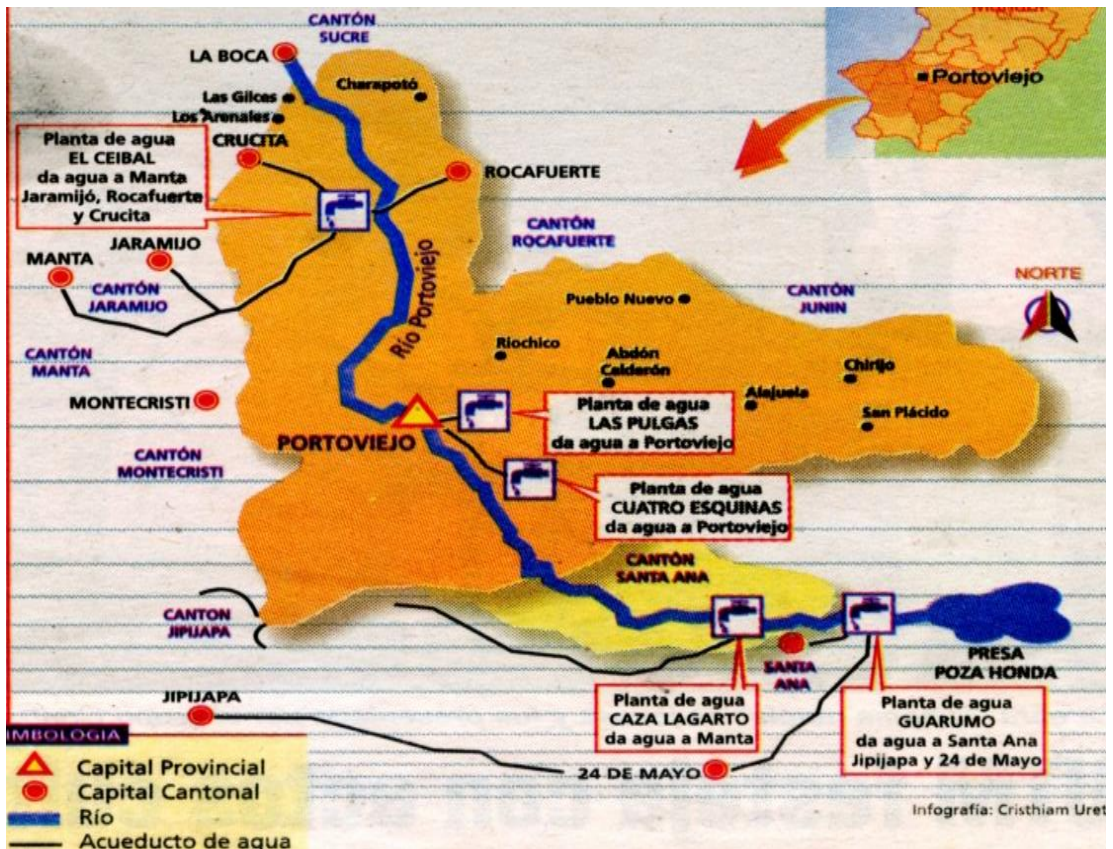 CANTÓN
SUCRE
LA BOCA
Charapotó
Las Gilces
Los Arenales
CRUCITA
Planta de agua
EL CEIBAL
da agua a Manta
Jaramijó, Rocafuerte
y Crucita
ROCAFUERTE
CANTÓN
ROCAFUERTE
Manabí
Portoviejo
JARAMIJO
MANTA
CANTÓN
JARAMIJO
NORTE
Pueblo Nuevo
CANTÓN
JUNIN
Río Portoviejo
Riochico
Abdón
Calderón
Chirijo
Alajuela
San Plácido
CANTÓN
MANTA
MONTECRISTI
CANTÓN
MONTECRISTI
PORTOVIEJO
Planta de agua
LAS PULGAS
da agua a Portoviejo
Planta de agua
CUATRO ESQUINAS
da agua a Portoviejo
CANTÓN
SANTA ANA
CANTON
JIPIJAPA
SANTA
ANA
PRESA
POZA HONDA
Planta de agua
CAZA LAGARTO
da agua a Manta
Planta de agua
GUARUMO
da agua a Santa Ana
Jipijapa y 24 de Mayo
JIPIJAPA
24 DE MAYO
IMBOLOGIA
Capital Provincial
Capital Cantonal
Río
Acueducto de agua
Infografía: Cristhiam Uret